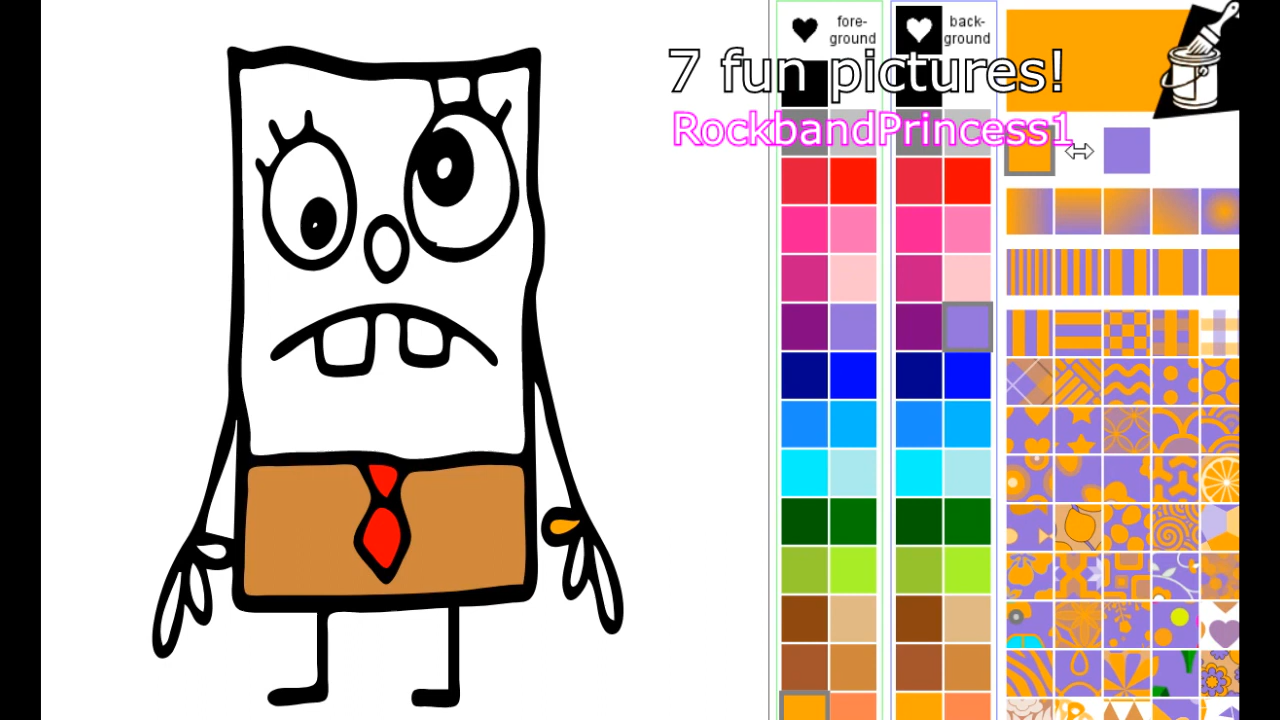 fore-
ground
back-
ground
7 fun pictures!
RockbandPrincess1